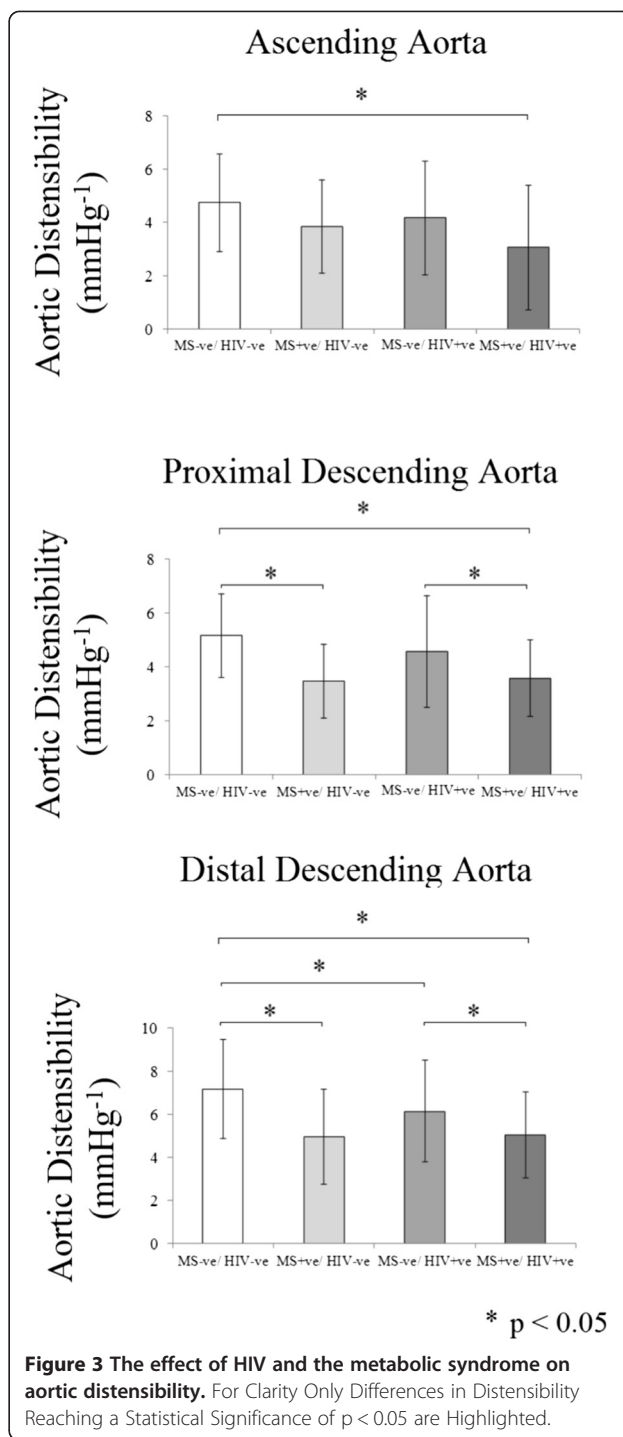 Ascending Aorta
*
Aortic Distensibility
(mmHg-1)
8
6
4
2
0
MS-ve/ HIV-ve MS+ve/ HIV-ve MS-ve/ HIV+ve MS+ve/ HIV+ve
Proximal Descending Aorta
*
* *
Aortic Distensibility
(mmHg-1)
8
6
4
2
0
MS-ve/ HIV-ve MS+ve/ HIV-ve MS-ve/ HIV+ve MS+ve/ HIV+ve
Distal Descending Aorta
*
*
* *
Aortic Distensibility
(mmHg-1)
10
8
6
4
2
0
MS-ve/ HIV-ve MS+ve/ HIV-ve MS-ve/ HIV+ve MS+ve/ HIV+ve
* p < 0.05
Figure 3 The effect of HIV and the metabolic syndrome on
aortic distensibility. For Clarity Only Differences in Distensibility
Reaching a Statistical Significance of p < 0.05 are Highlighted.